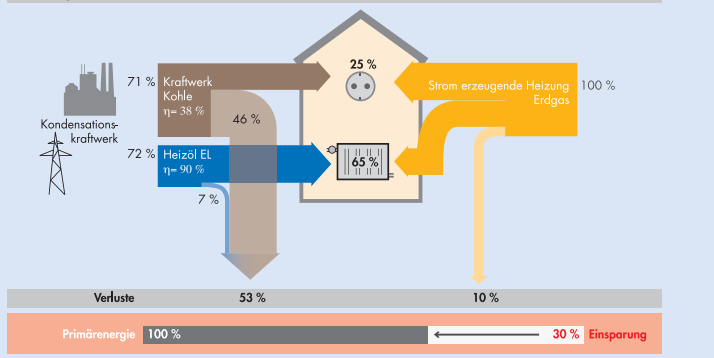 25 %
71 %
Kraftwerk
Kohle
η= 38 %
Strom erzeugende Heizung
Erdgas
100 %
46 %
Kondensations-
kraftwerk
72 %
Heizöl EL
η= 90 %
65 %
7 %
Verluste 53 % 10 %
Primärenergie 100 % 30 % Einsparung